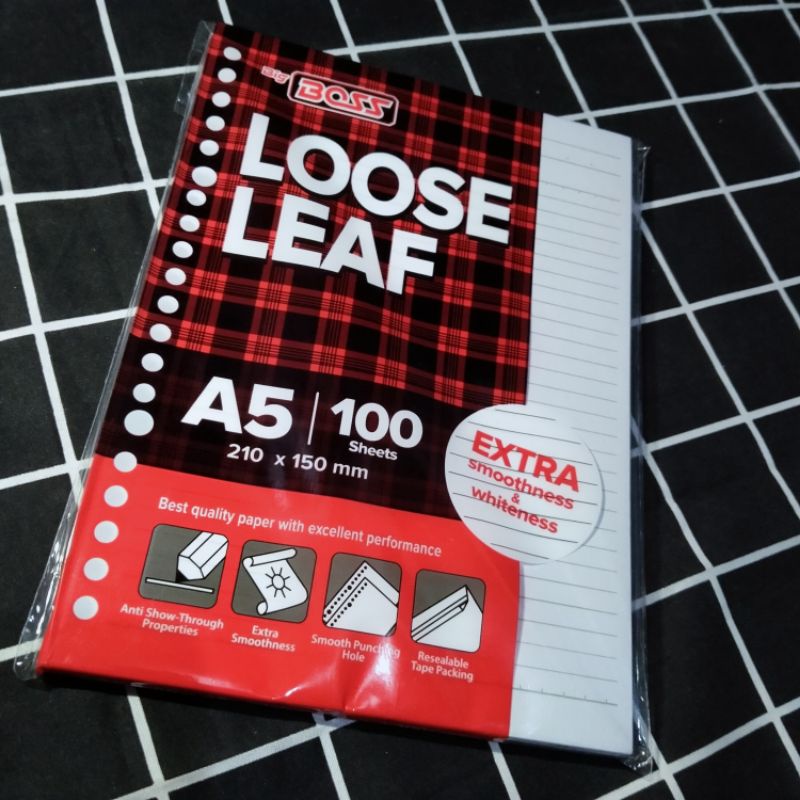 Big BOSS
LOOSE
LEAF
A5 | 100
Sheets
210 x 150 mm
EXTRA
smoothness
&
whiteness
Best quality paper with excellent performance
Anti Show-Through
Properties
Extra
Smoothness
Smooth Punching
Hole
Resealable
Tape Packing